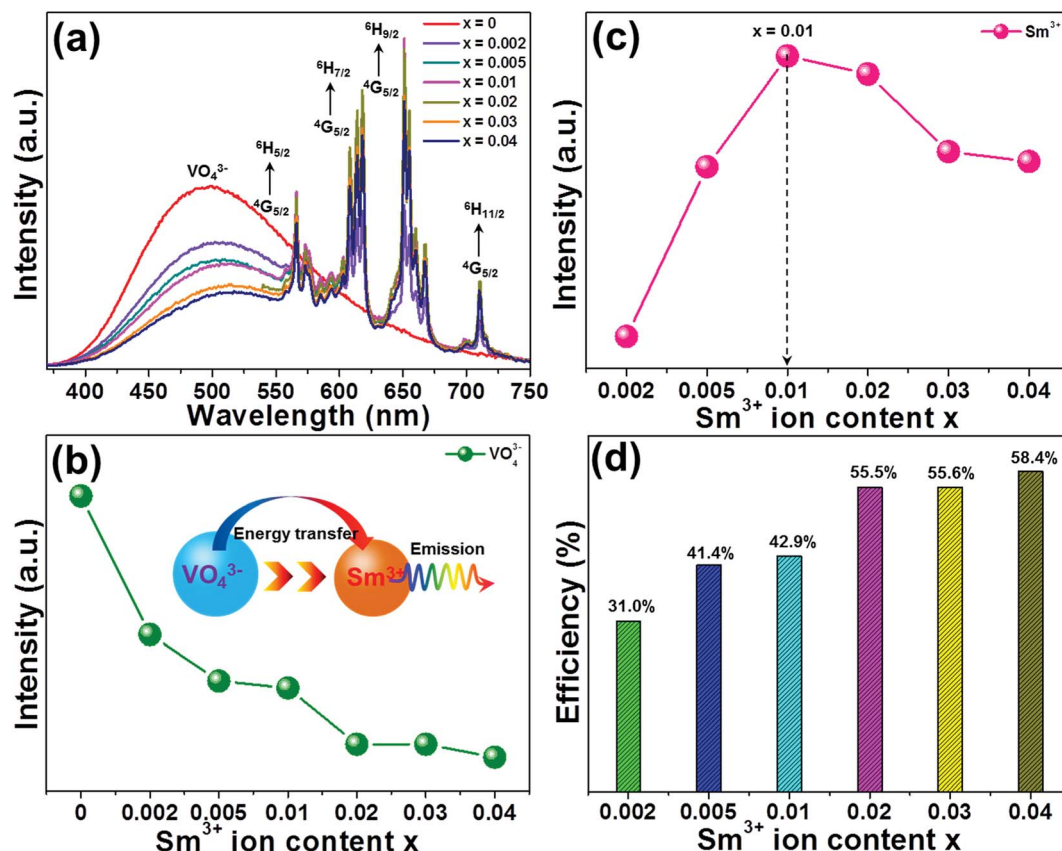 (a)
VO₄³⁻
⁴G₅/₂
⁶H₅/₂
⁴G₅/₂
⁶H₇/₂
⁴G₅/₂
⁶H₉/₂
⁴G₅/₂
⁶H₁₁/₂
x = 0
x = 0.002
x = 0.005
x = 0.01
x = 0.02
x = 0.03
x = 0.04
Intensity (a.u.)
400 450 500 550 600 650 700 750
Wavelength (nm)
(c)
x = 0.01
Sm³⁺
Intensity (a.u.)
0.002 0.005 0.01 0.02 0.03 0.04
Sm³⁺ ion content x
(b)
VO₄³⁻
Energy transfer
Emission
VO₄³⁻
Sm³⁺
Intensity (a.u.)
0 0.002 0.005 0.01 0.02 0.03 0.04
Sm³⁺ ion content x
(d)
31.0%
41.4%
42.9%
55.5%
55.6%
58.4%
Efficiency (%)
0.002 0.005 0.01 0.02 0.03 0.04
Sm³⁺ ion content x